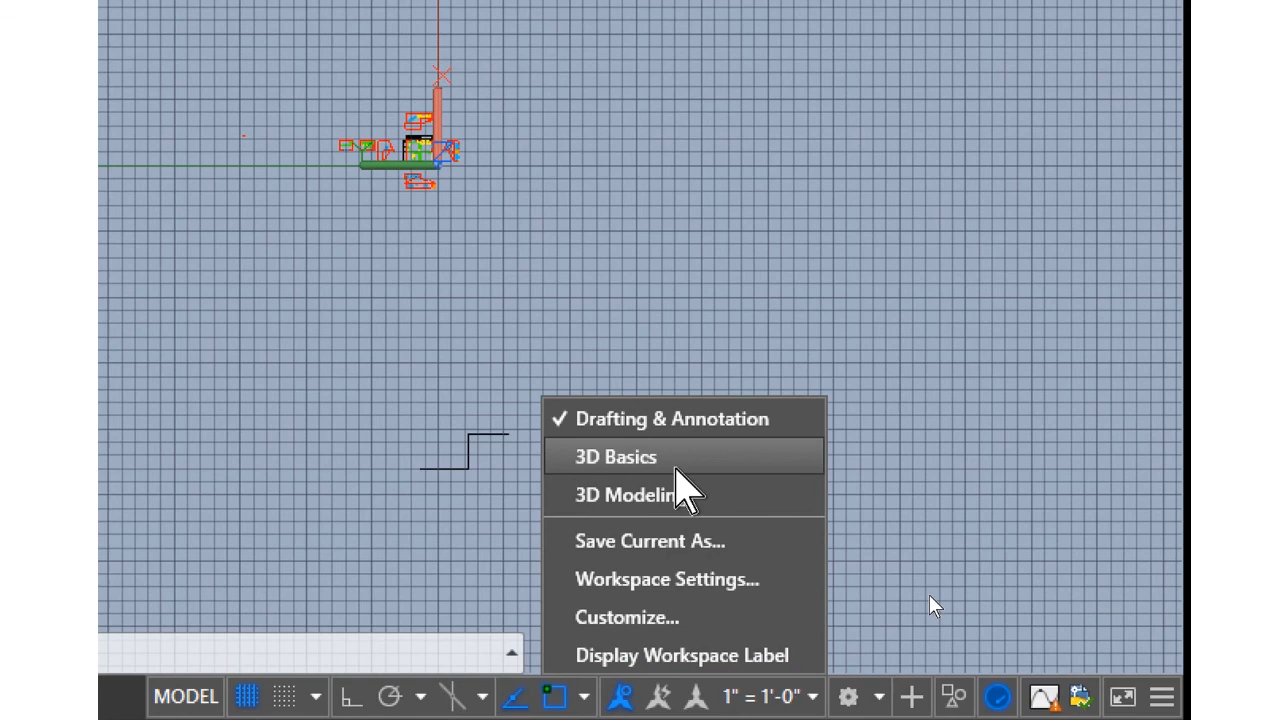 Drafting & Annotation
3D Basics
3D Modelin
Save Current As...
Workspace Settings...
Customize...
Display Workspace Label
MODEL
1" = 1'-0"